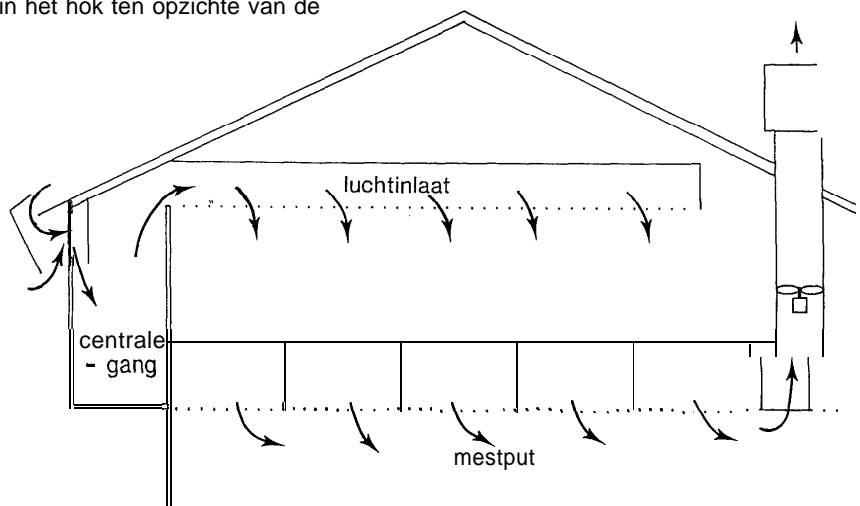 in het hok ten opzichte van de
luchtinlaat
centrale
- gang
mestput